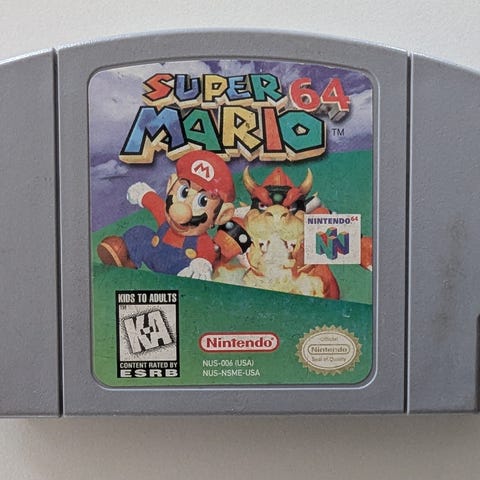 SUPER
MARIO 64 TM
M
NINTENDO 64
N
KIDS TO ADULTS
TM
K-A
CONTENT RATED BY
ESRB
Nintendo
NUS-006 (USA)
NUS-NSME-USA
Official
Nintendo
Seal of Quality